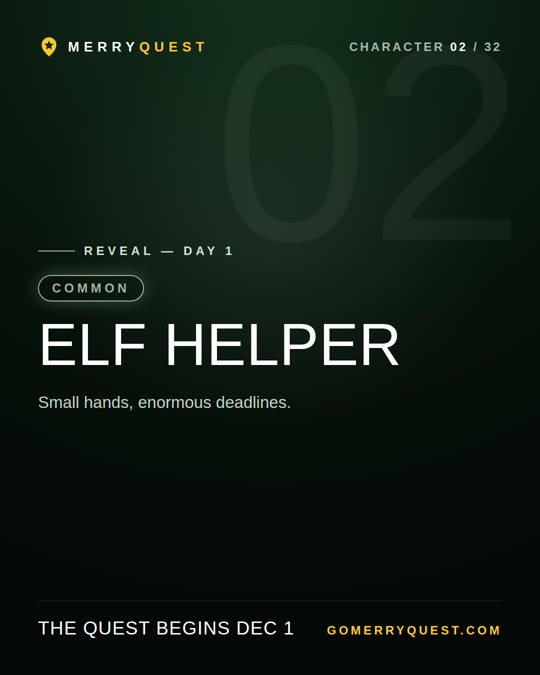 MERRYQUEST
CHARACTER 02 / 32
02
REVEAL — DAY 1
COMMON
ELF HELPER
Small hands, enormous deadlines.
THE QUEST BEGINS DEC 1
GOMERRYQUEST.COM